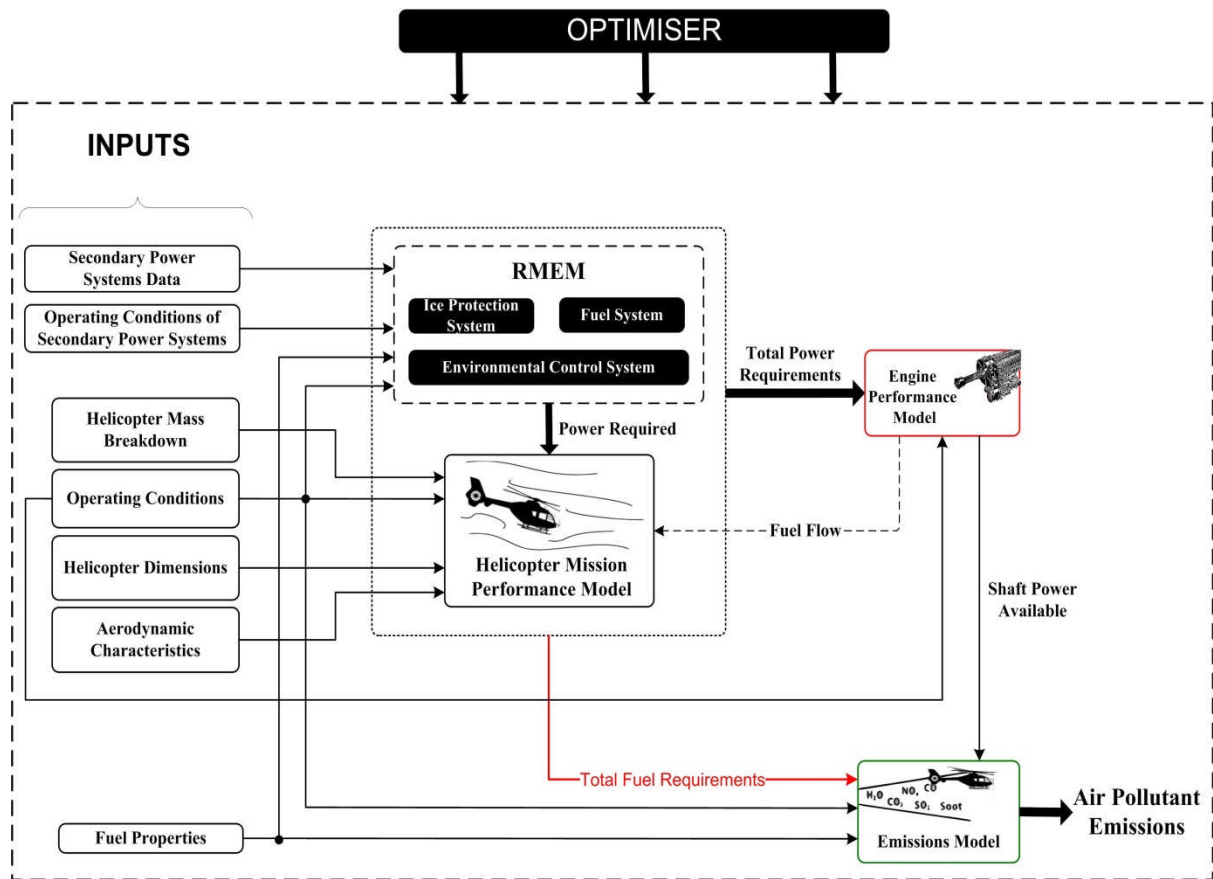 OPTIMISER
INPUTS
Secondary Power
Systems Data
Operating Conditions of
Secondary Power Systems
Helicopter Mass
Breakdown
Operating Conditions
Helicopter Dimensions
Aerodynamic
Characteristics
Fuel Properties
RMEM
Ice Protection
System
Fuel System
Environmental Control System
Power Required
Helicopter Mission
Performance Model
Total Power
Requirements
Engine
Performance
Model
Fuel Flow
Shaft Power
Available
Total Fuel Requirements
H₂O NOₓ CO
CO₂ SO₂ Soot
Emissions Model
Air Pollutant
Emissions